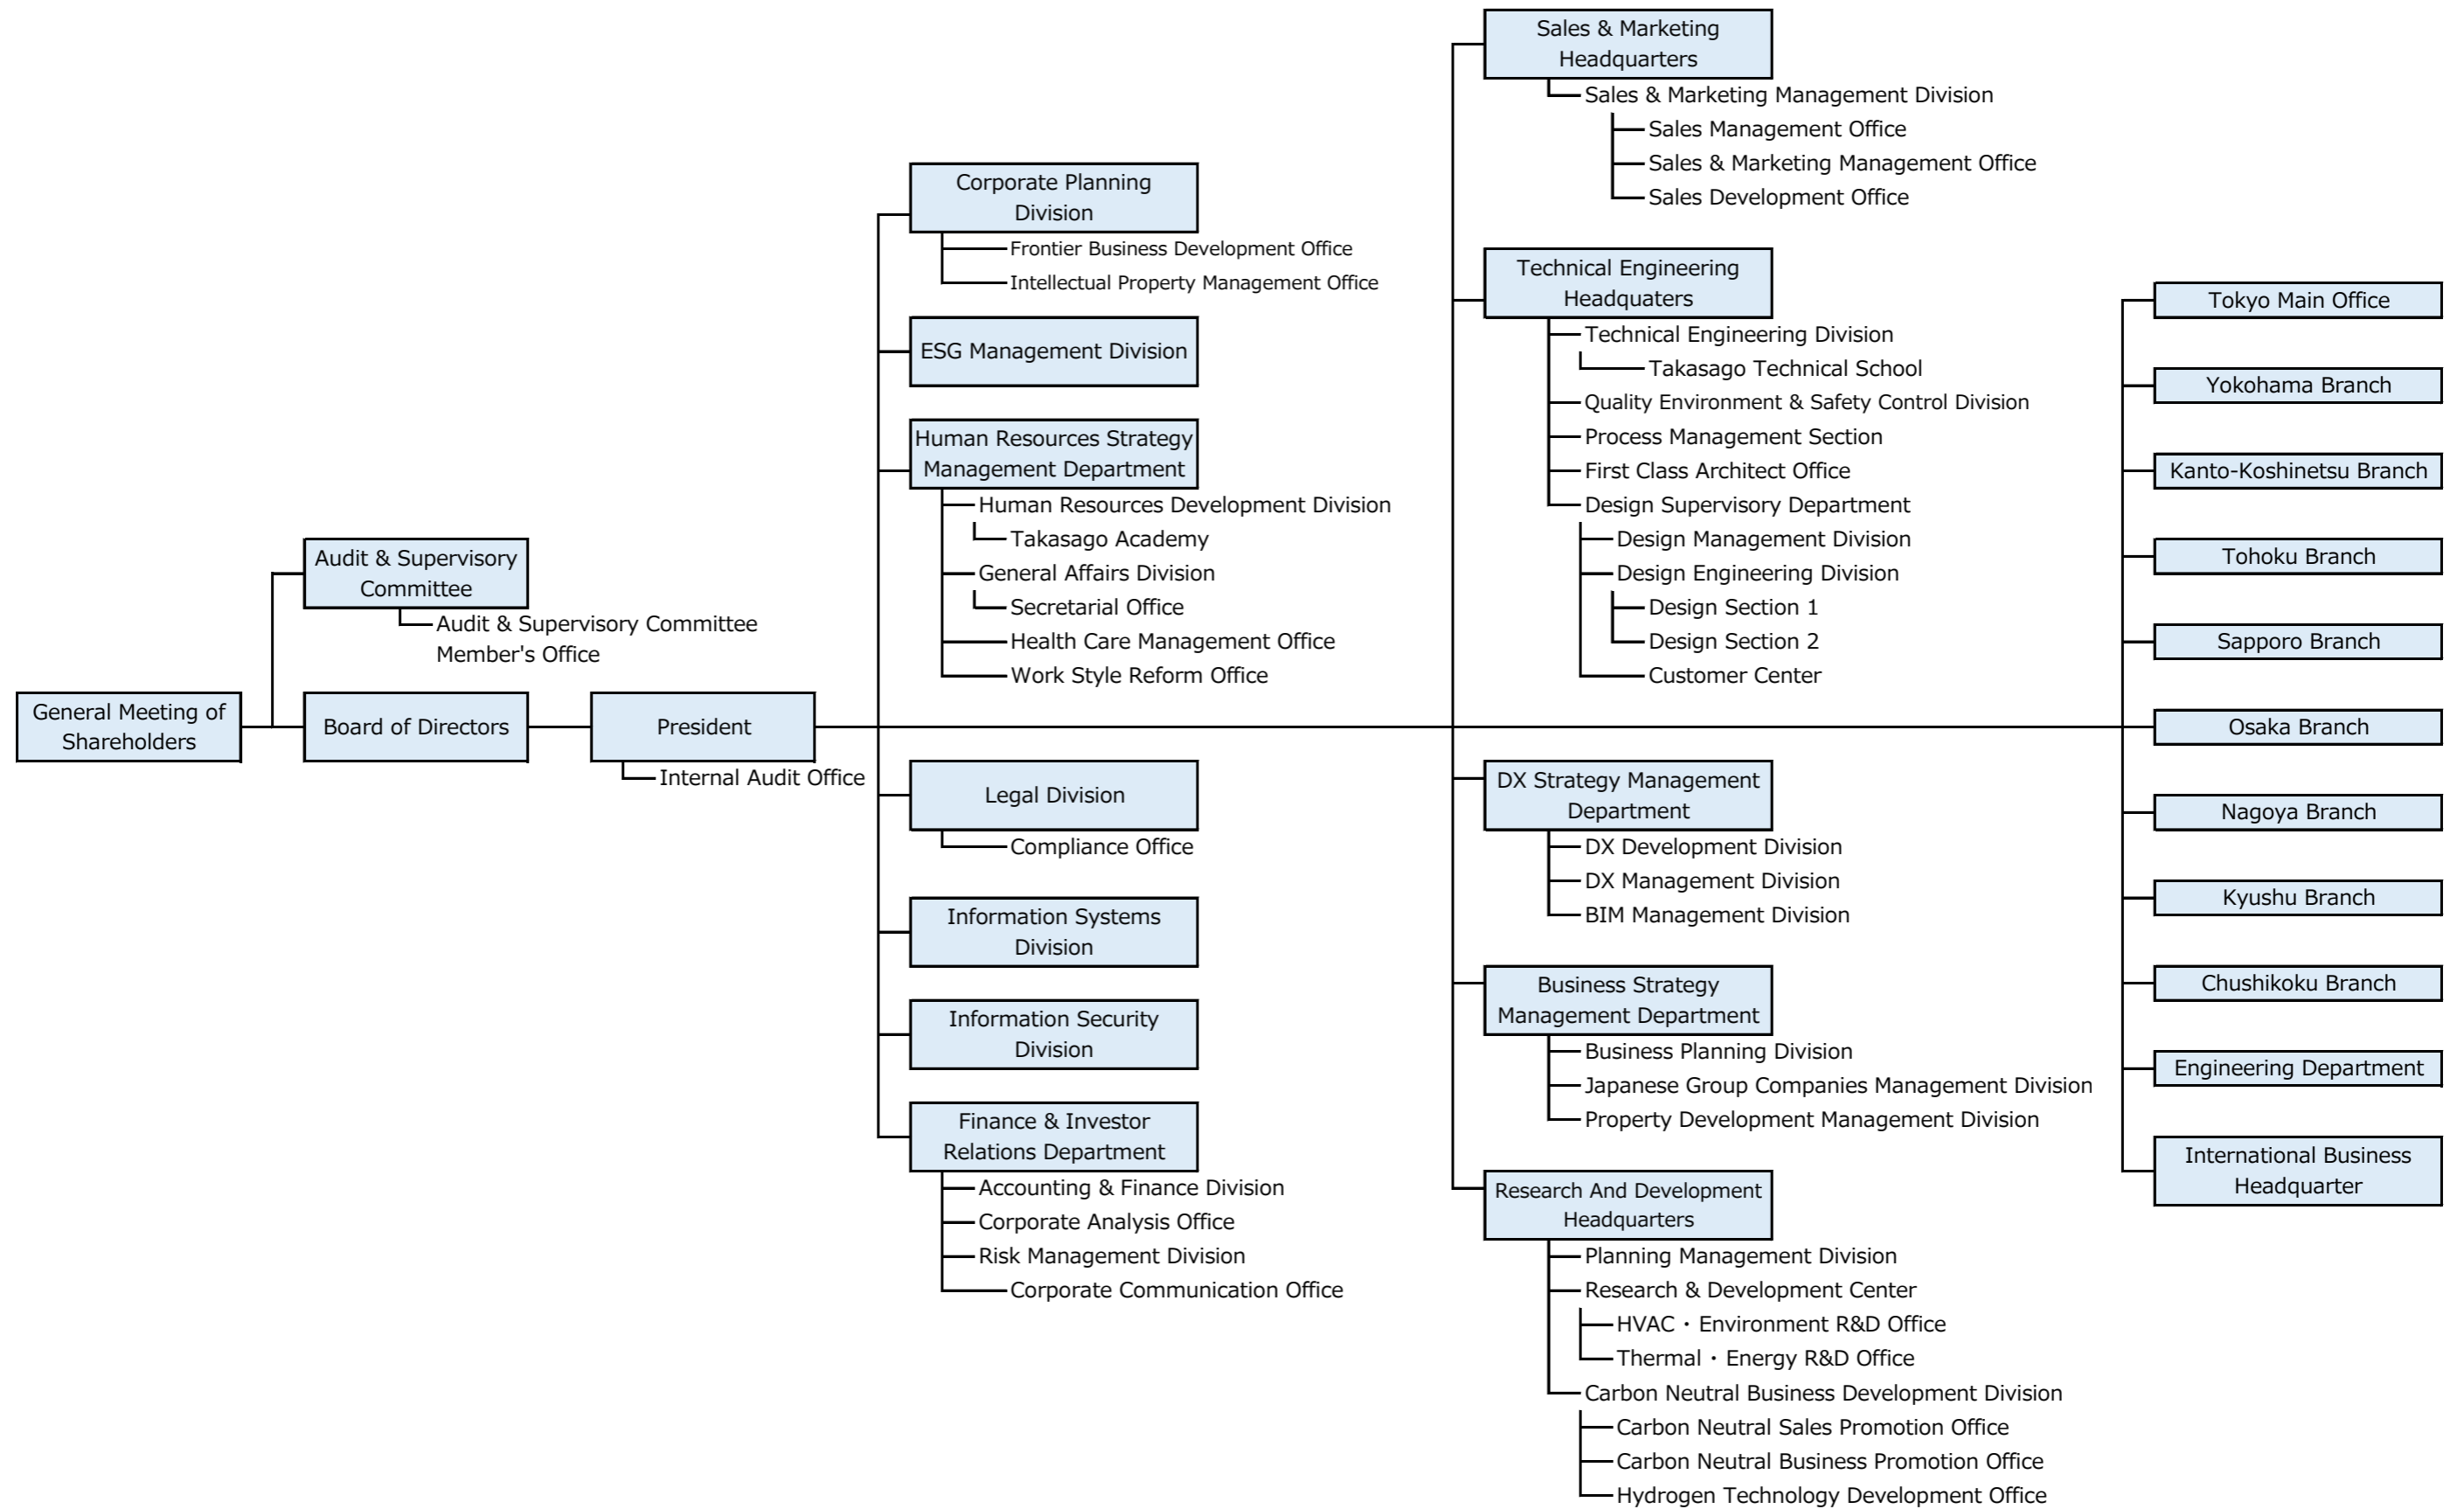 General Meeting of
Shareholders
Audit & Supervisory
Committee
Audit & Supervisory Committee
Member's Office
Board of Directors
President
Internal Audit Office
Corporate Planning
Division
Frontier Business Development Office
Intellectual Property Management Office
ESG Management Division
Human Resources Strategy
Management Department
Human Resources Development Division
Takasago Academy
General Affairs Division
Secretarial Office
Health Care Management Office
Work Style Reform Office
Legal Division
Compliance Office
Information Systems
Division
Information Security
Division
Finance & Investor
Relations Department
Accounting & Finance Division
Corporate Analysis Office
Risk Management Division
Corporate Communication Office
Sales & Marketing
Headquarters
Sales & Marketing Management Division
Sales Management Office
Sales & Marketing Management Office
Sales Development Office
Technical Engineering
Headquaters
Technical Engineering Division
Takasago Technical School
Quality Environment & Safety Control Division
Process Management Section
First Class Architect Office
Design Supervisory Department
Design Management Division
Design Engineering Division
Design Section 1
Design Section 2
Customer Center
DX Strategy Management
Department
DX Development Division
DX Management Division
BIM Management Division
Business Strategy
Management Department
Business Planning Division
Japanese Group Companies Management Division
Property Development Management Division
Research And Development
Headquarters
Planning Management Division
Research & Development Center
HVAC・Environment R&D Office
Thermal・Energy R&D Office
Carbon Neutral Business Development Division
Carbon Neutral Sales Promotion Office
Carbon Neutral Business Promotion Office
Hydrogen Technology Development Office
Tokyo Main Office
Yokohama Branch
Kanto-Koshinetsu Branch
Tohoku Branch
Sapporo Branch
Osaka Branch
Nagoya Branch
Kyushu Branch
Chushikoku Branch
Engineering Department
International Business
Headquarter